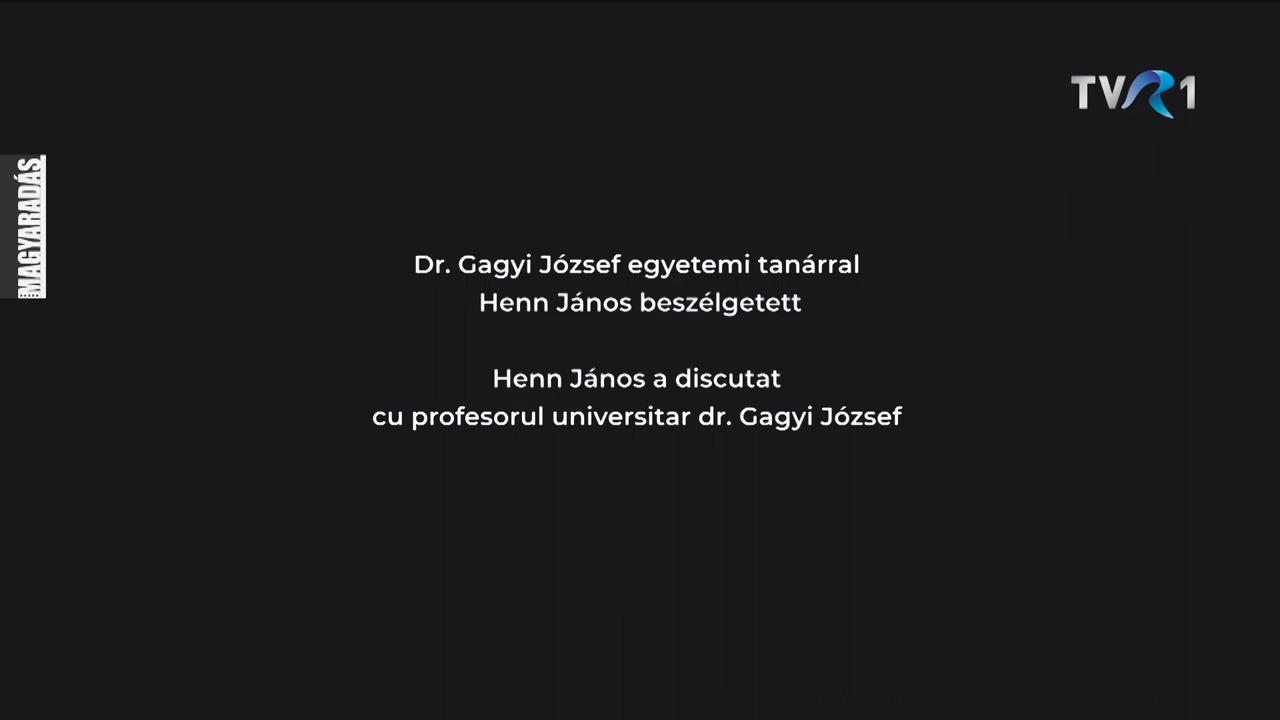 TVR1
MAGYARADÁS
Dr. Gagyi József egyetemi tanárral
Henn János beszélgetett
Henn János a discutat
cu profesorul universitar dr. Gagyi József